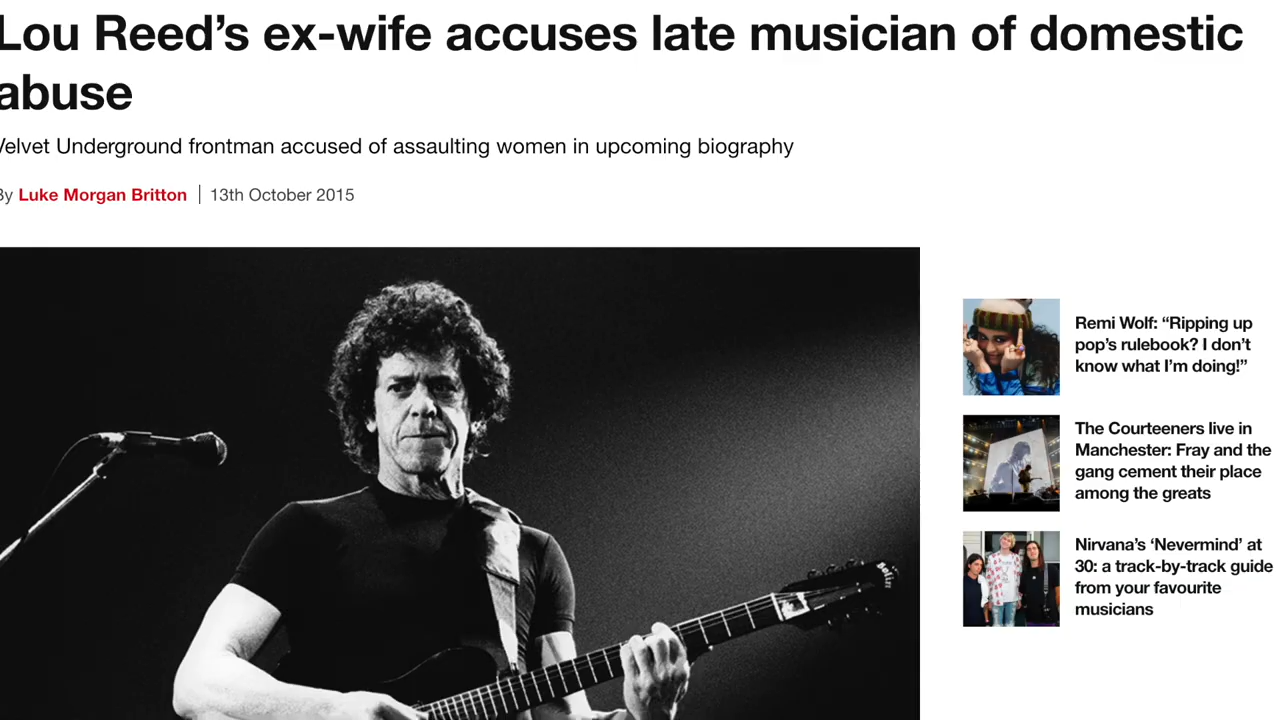 Lou Reed’s ex-wife accuses late musician of domestic
abuse
Velvet Underground frontman accused of assaulting women in upcoming biography
By Luke Morgan Britton | 13th October 2015
Remi Wolf: “Ripping up
pop’s rulebook? I don’t
know what I’m doing!”
The Courteeners live in
Manchester: Fray and the
gang cement their place
among the greats
Nirvana’s ‘Nevermind’ at
30: a track-by-track guide
from your favourite
musicians